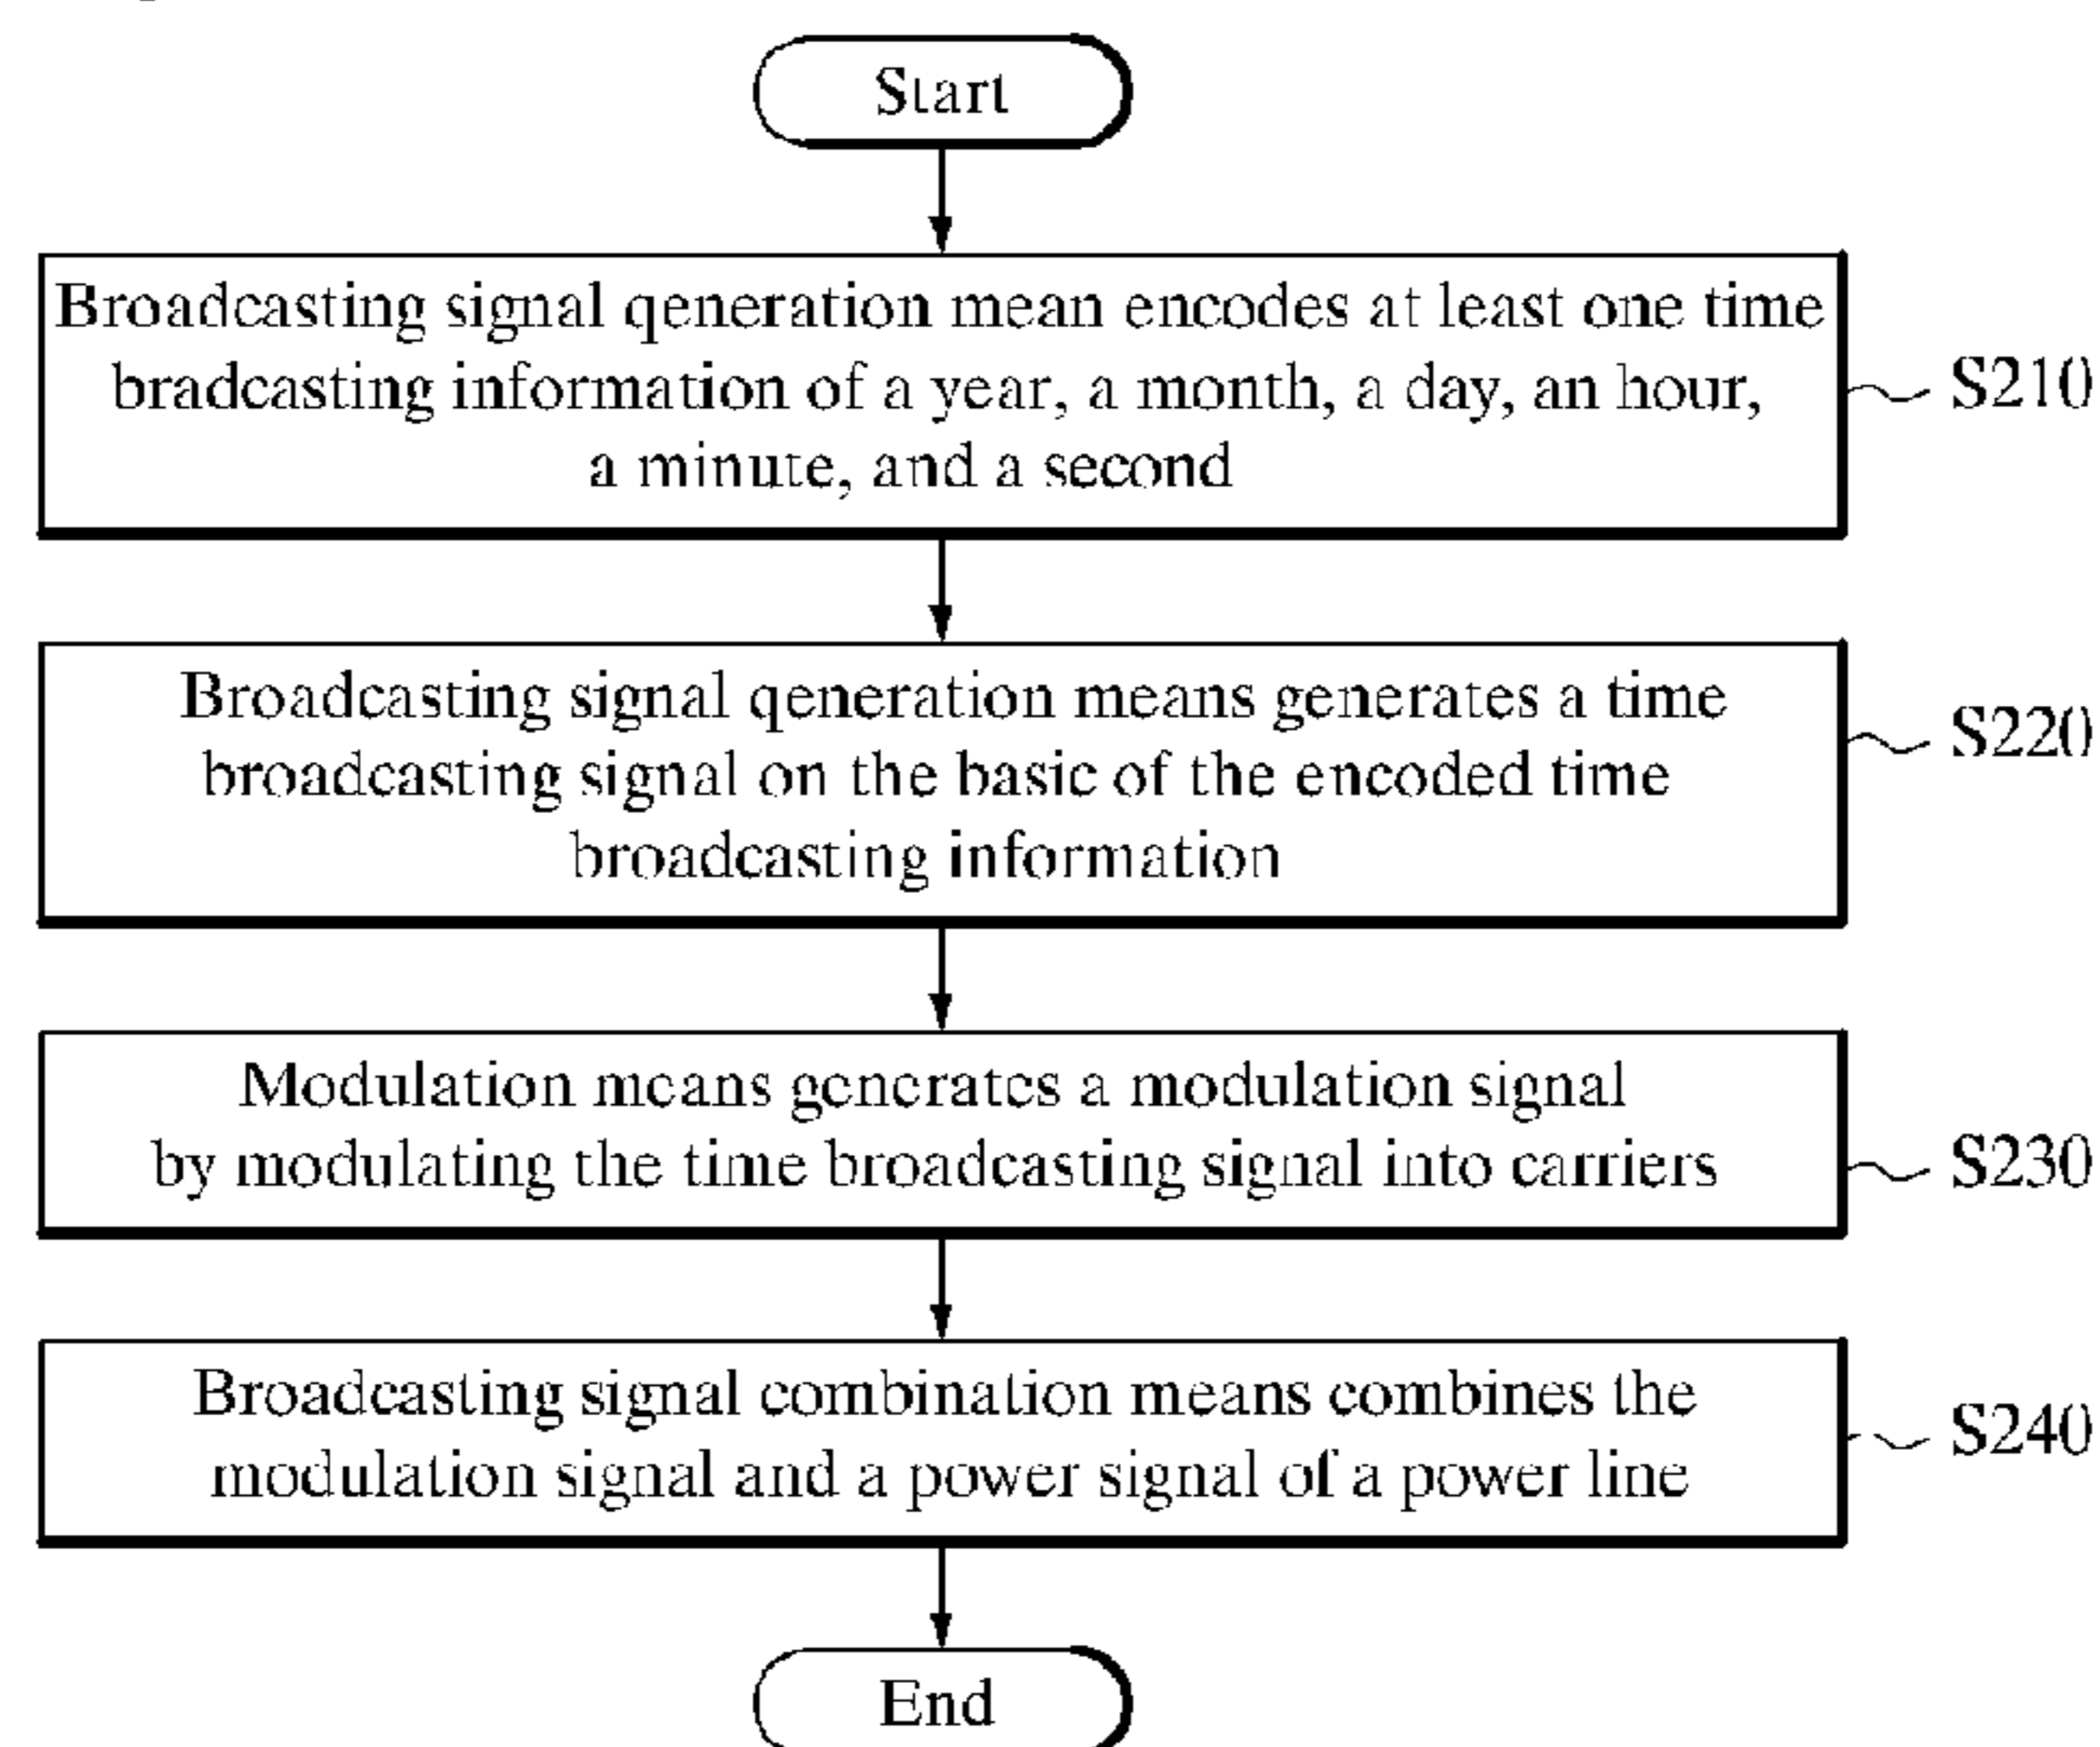 Start
Broadcasting signal qeneration mean encodes at least one time
bradcasting information of a year, a month, a day, an hour,
a minute, and a second
S210
Broadcasting signal qeneration means generates a time
broadcasting signal on the basic of the encoded time
broadcasting information
S220
Modulation means generates a modulation signal
by modulating the time broadcasting signal into carriers
S230
Broadcasting signal combination means combines the
modulation signal and a power signal of a power line
S240
End